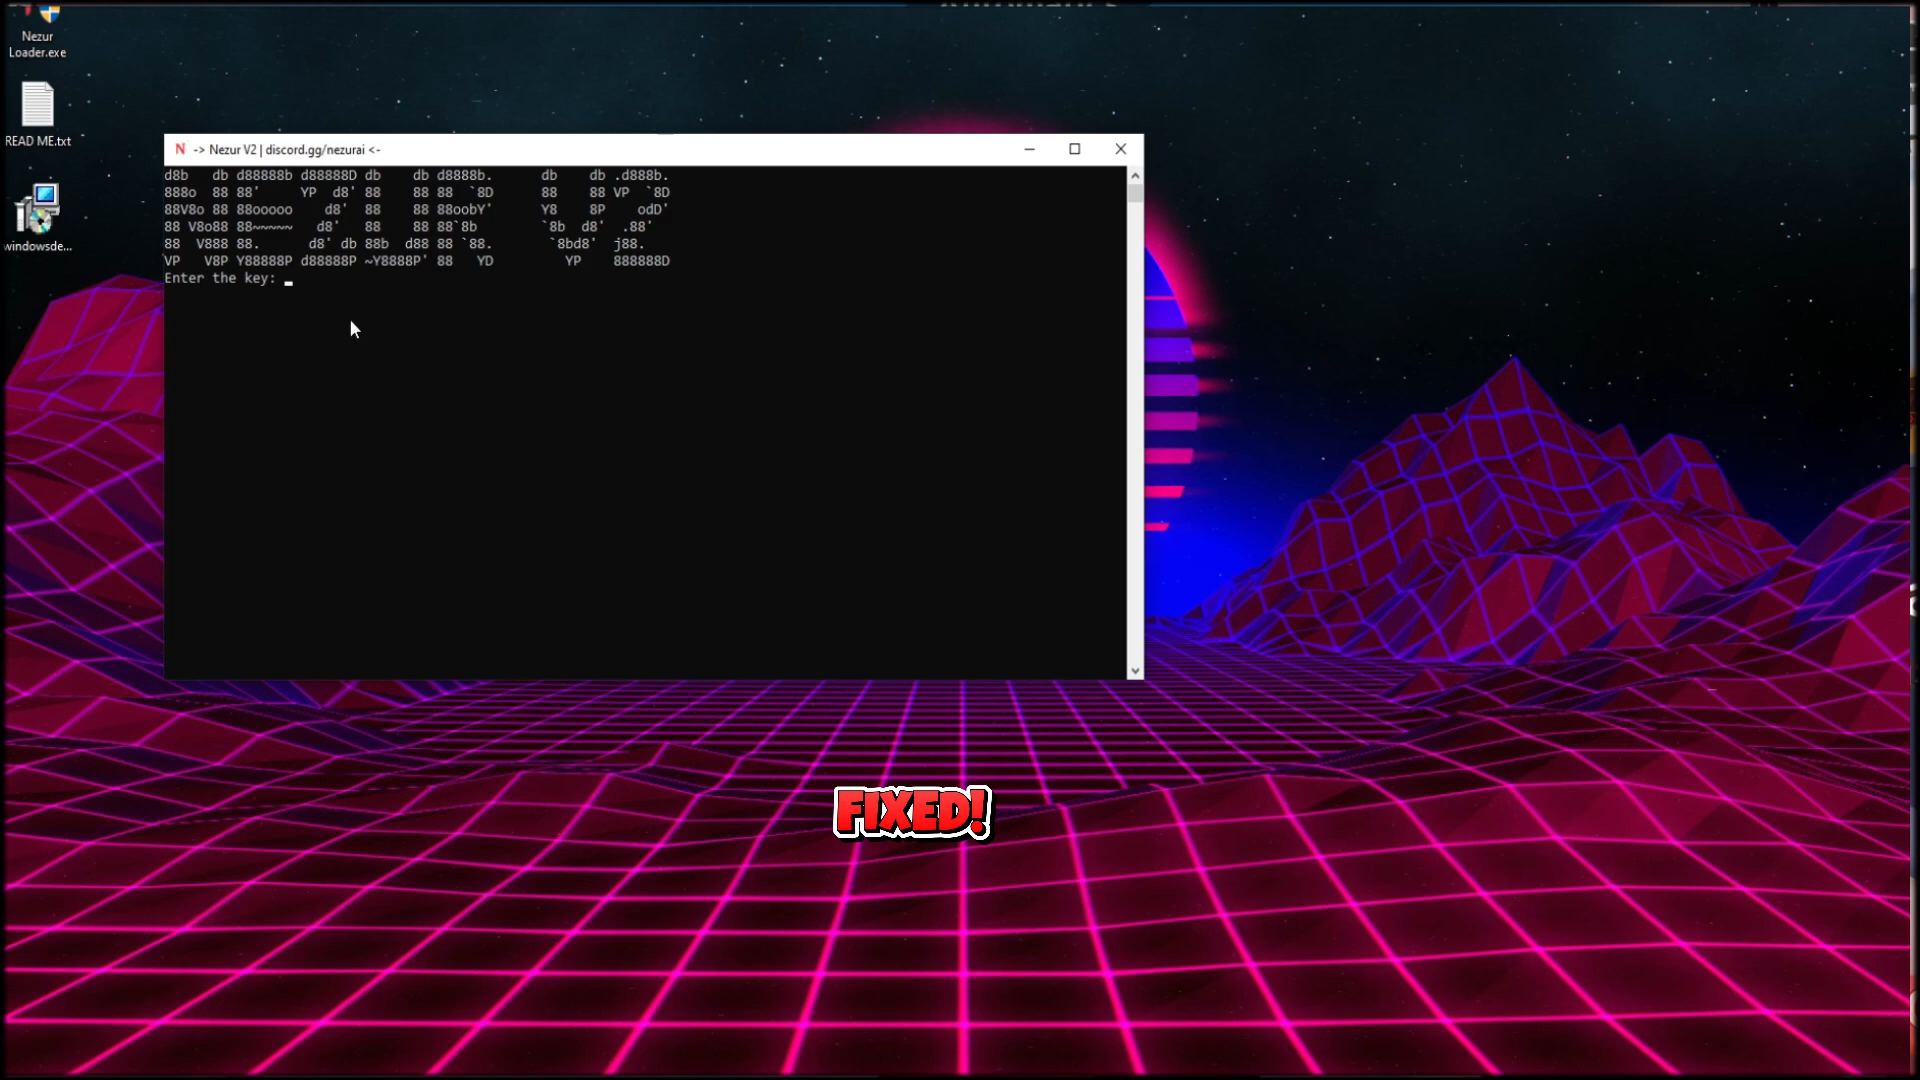 Nezur
Loader.exe
READ ME.txt
windowsde...
N -> Nezur V2 | discord.gg/nezurai <-
d8b   db d88888b d88888D db    db d8888b.      db    db .d888b.
888o  88 88'     YP  d8' 88    88 88  `8D      88    88 VP  `8D
88V8o 88 88ooooo    d8'  88    88 88oobY'      Y8    8P    odD'
88 V8o88 88~~~~~   d8'   88    88 88`8b        `8b  d8'  .88'
88  V888 88.      d8' db 88b  d88 88 `88.       `8bd8'  j88.
VP   V8P Y88888P d88888P ~Y8888P' 88   YD         YP    888888D
Enter the key:
FIXED!